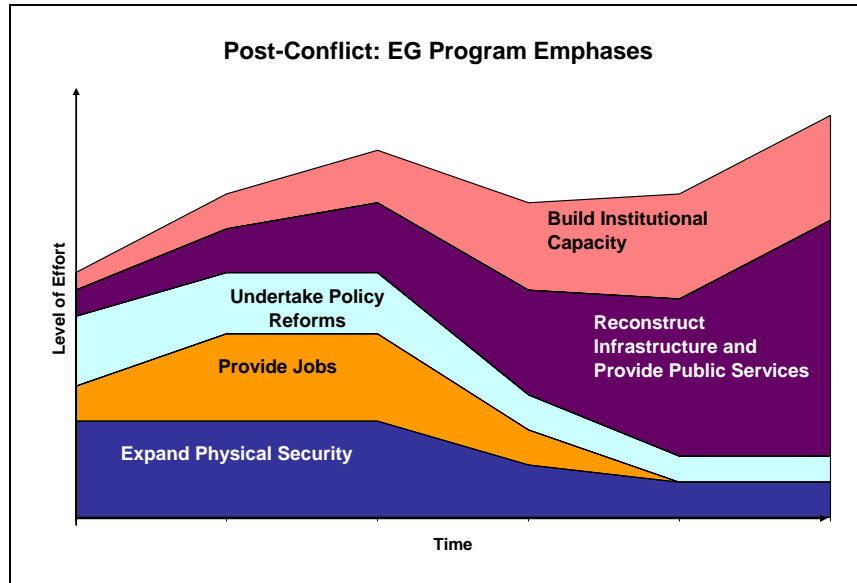 Post-Conflict: EG Program Emphases
Level of Effort
Build Institutional
Capacity
Undertake Policy
Reforms
Reconstruct
Infrastructure and
Provide Public Services
Provide Jobs
Expand Physical Security
Time